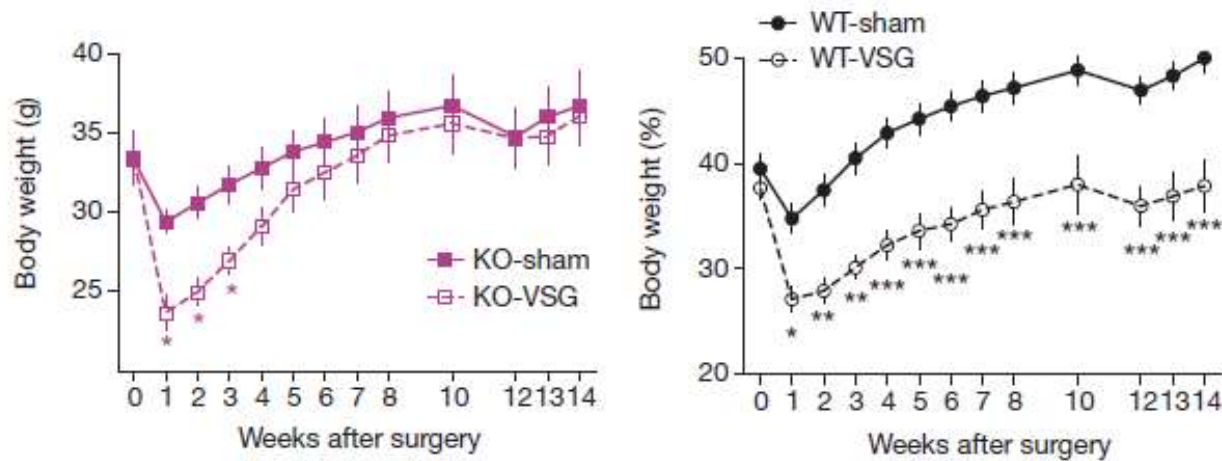 40
35
30
25
Body weight (g)
KO-sham
KO-VSG
*
*
*
0 1 2 3 4 5 6 7 8 10 12 13 14
Weeks after surgery
WT-sham
WT-VSG
50
40
30
20
Body weight (%)
* ** ** *** *** *** *** *** *** *** *** ***
0 1 2 3 4 5 6 7 8 10 12 13 14
Weeks after surgery